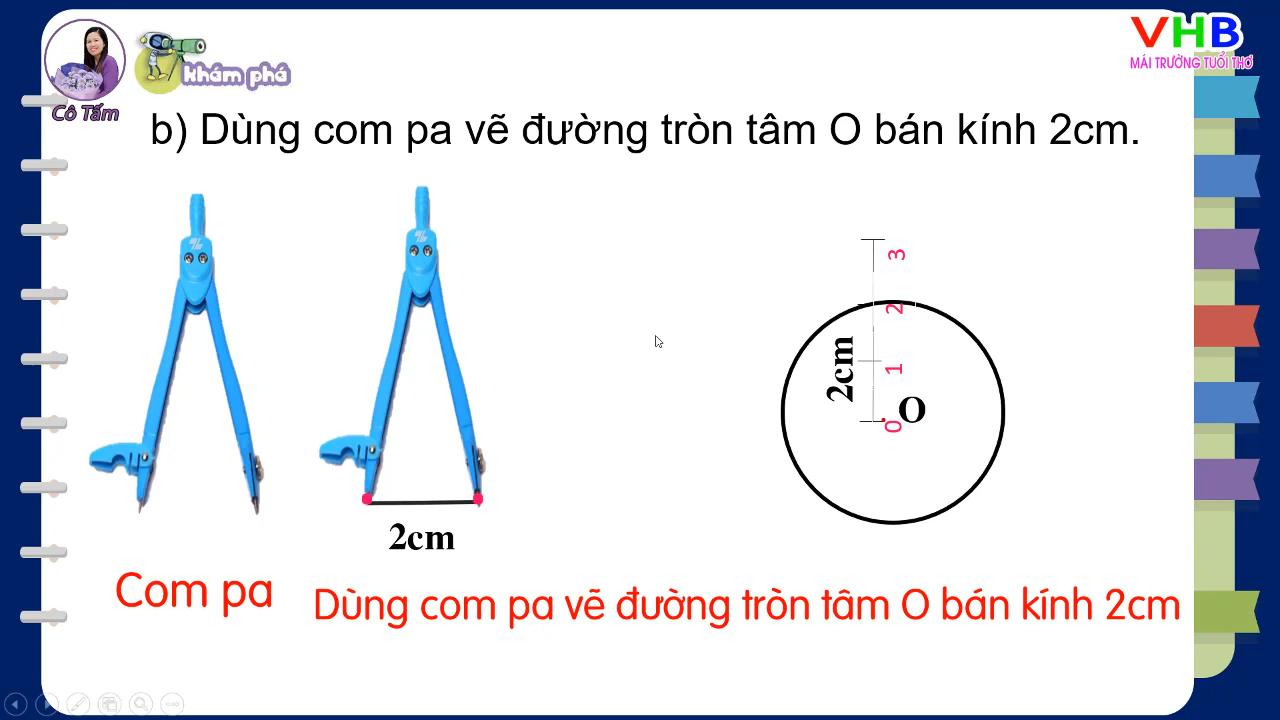 VHB
MÁI TRƯỜNG TUỔI THƠ
khám phá
Cô Tấm
b) Dùng com pa vẽ đường tròn tâm O bán kính 2cm.
3
2
2cm
1
O
0
2cm
Com pa
Dùng com pa vẽ đường tròn tâm O bán kính 2cm